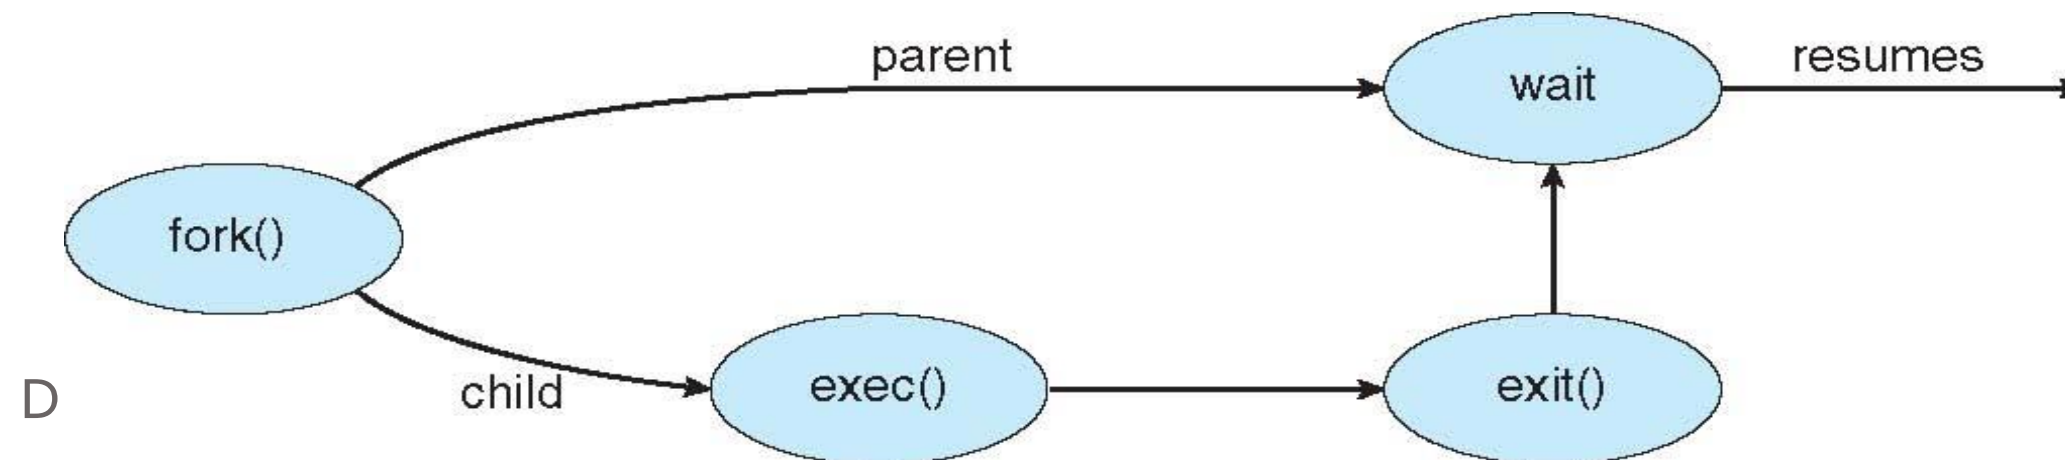 parent
wait
resumes
fork()
child
exec()
exit()
D